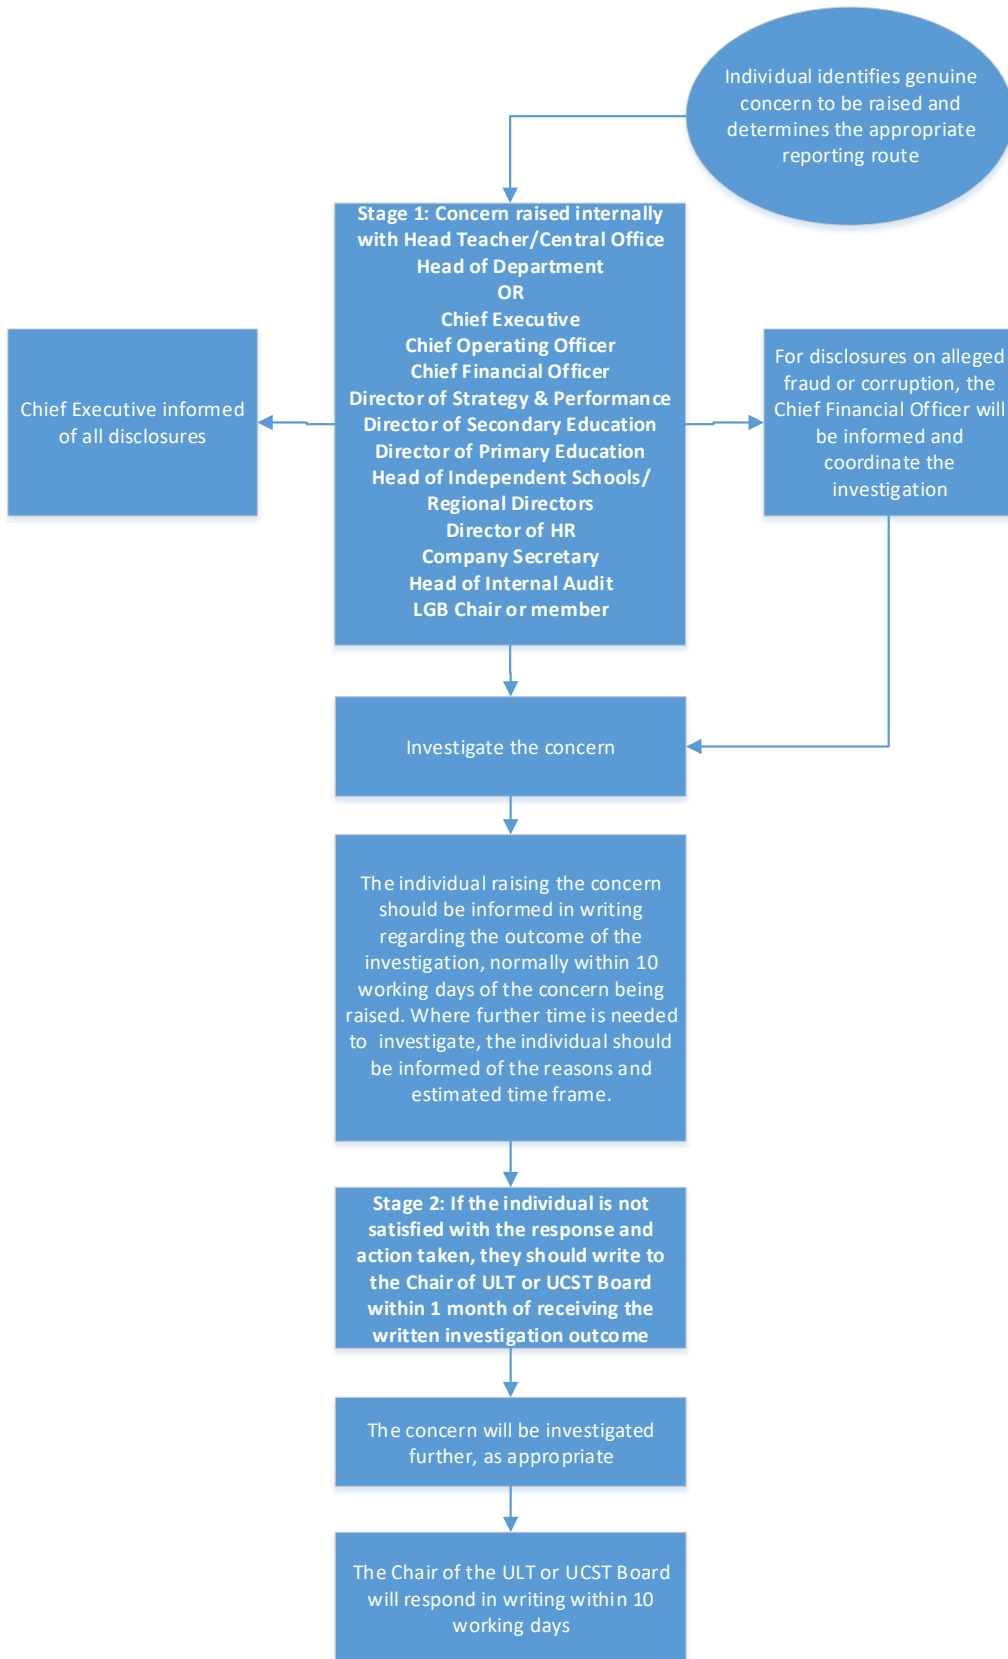 Individual identifies genuine
concern to be raised and
determines the appropriate
reporting route
Stage 1: Concern raised internally
with Head Teacher/Central Office
Head of Department
OR
Chief Executive
Chief Operating Officer
Chief Financial Officer
Director of Strategy & Performance
Director of Secondary Education
Director of Primary Education
Head of Independent Schools/
Regional Directors
Director of HR
Company Secretary
Head of Internal Audit
LGB Chair or member
Chief Executive informed
of all disclosures
For disclosures on alleged
fraud or corruption, the
Chief Financial Officer will
be informed and
coordinate the
investigation
Investigate the concern
The individual raising the concern
should be informed in writing
regarding the outcome of the
investigation, normally within 10
working days of the concern being
raised. Where further time is needed
to  investigate, the individual should
be informed of the reasons and
estimated time frame.
Stage 2: If the individual is not
satisfied with the response and
action taken, they should write to
the Chair of ULT or UCST Board
within 1 month of receiving the
written investigation outcome
The concern will be investigated
further, as appropriate
The Chair of the ULT or UCST Board
will respond in writing within 10
working days